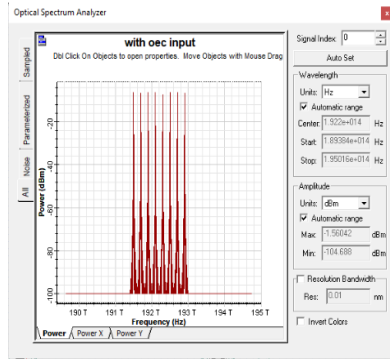 Optical Spectrum Analyzer
x
with oec input
Dbl Click On Objects to open properties. Move Objects with Mouse Drag
Sampled
Parameterized
Noise
All
Power (dBm)
-20
-40
-60
-80
-100
190 T 191 T 192 T 193 T 194 T 195 T
Frequency (Hz)
Power Power X Power Y
Signal Index: 0
Auto Set
Wavelength
Units: Hz
Automatic range
Center: 1.922e+014 Hz
Start: 1.89384e+014 Hz
Stop: 1.95016e+014 Hz
Amplitude
Units: dBm
Automatic range
Max: -1.56042 dBm
Min: -104.688 dBm
Resolution Bandwidth
Res: 0.01 nm
Invert Colors